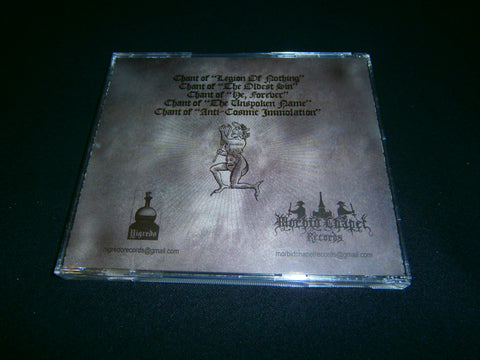 Chant of "Legion Of Nothing"
Chant of "The Oldest Sin"
Chant of "Ye, Forever"
Chant of "The Unspoken Name"
Chant of "Anti-Cosmic Immolation"
Nigredo
nigredorecords@gmail.com
Morbid Chapel
Records
morbidchapelrecords@gmail.com